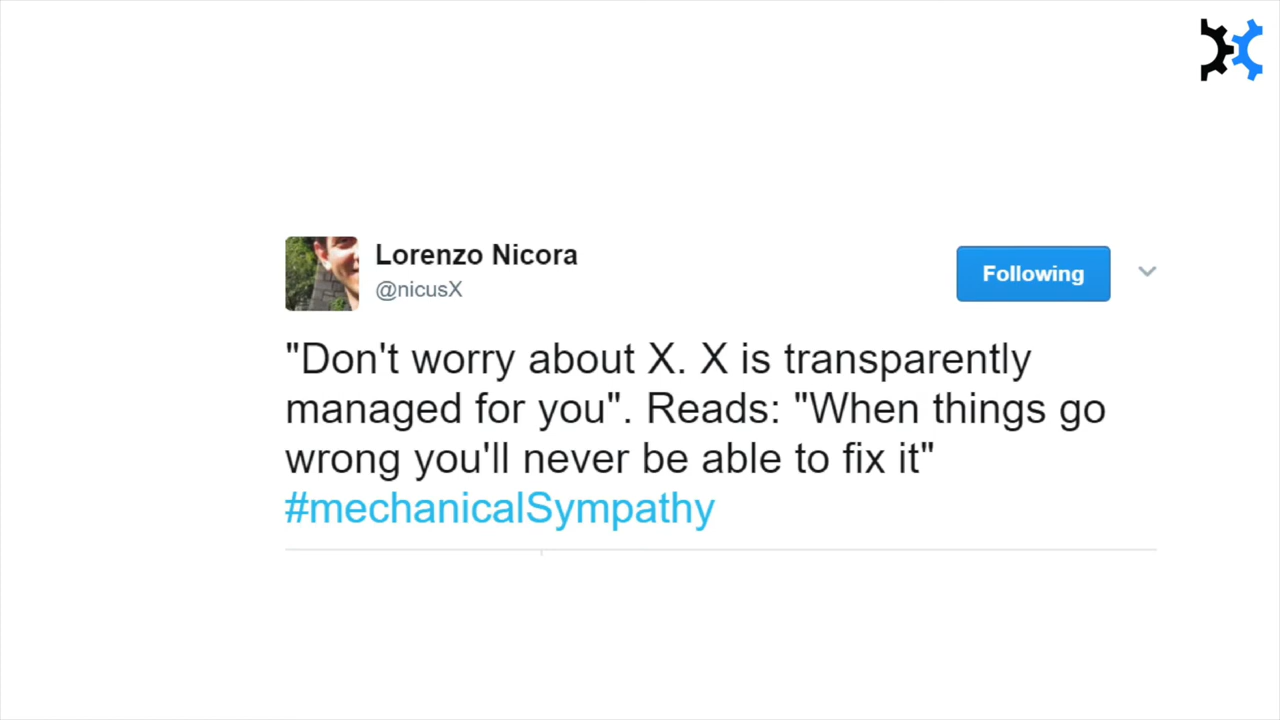 Lorenzo Nicora
@nicusX
Following
"Don't worry about X. X is transparently
managed for you". Reads: "When things go
wrong you'll never be able to fix it"
#mechanicalSympathy